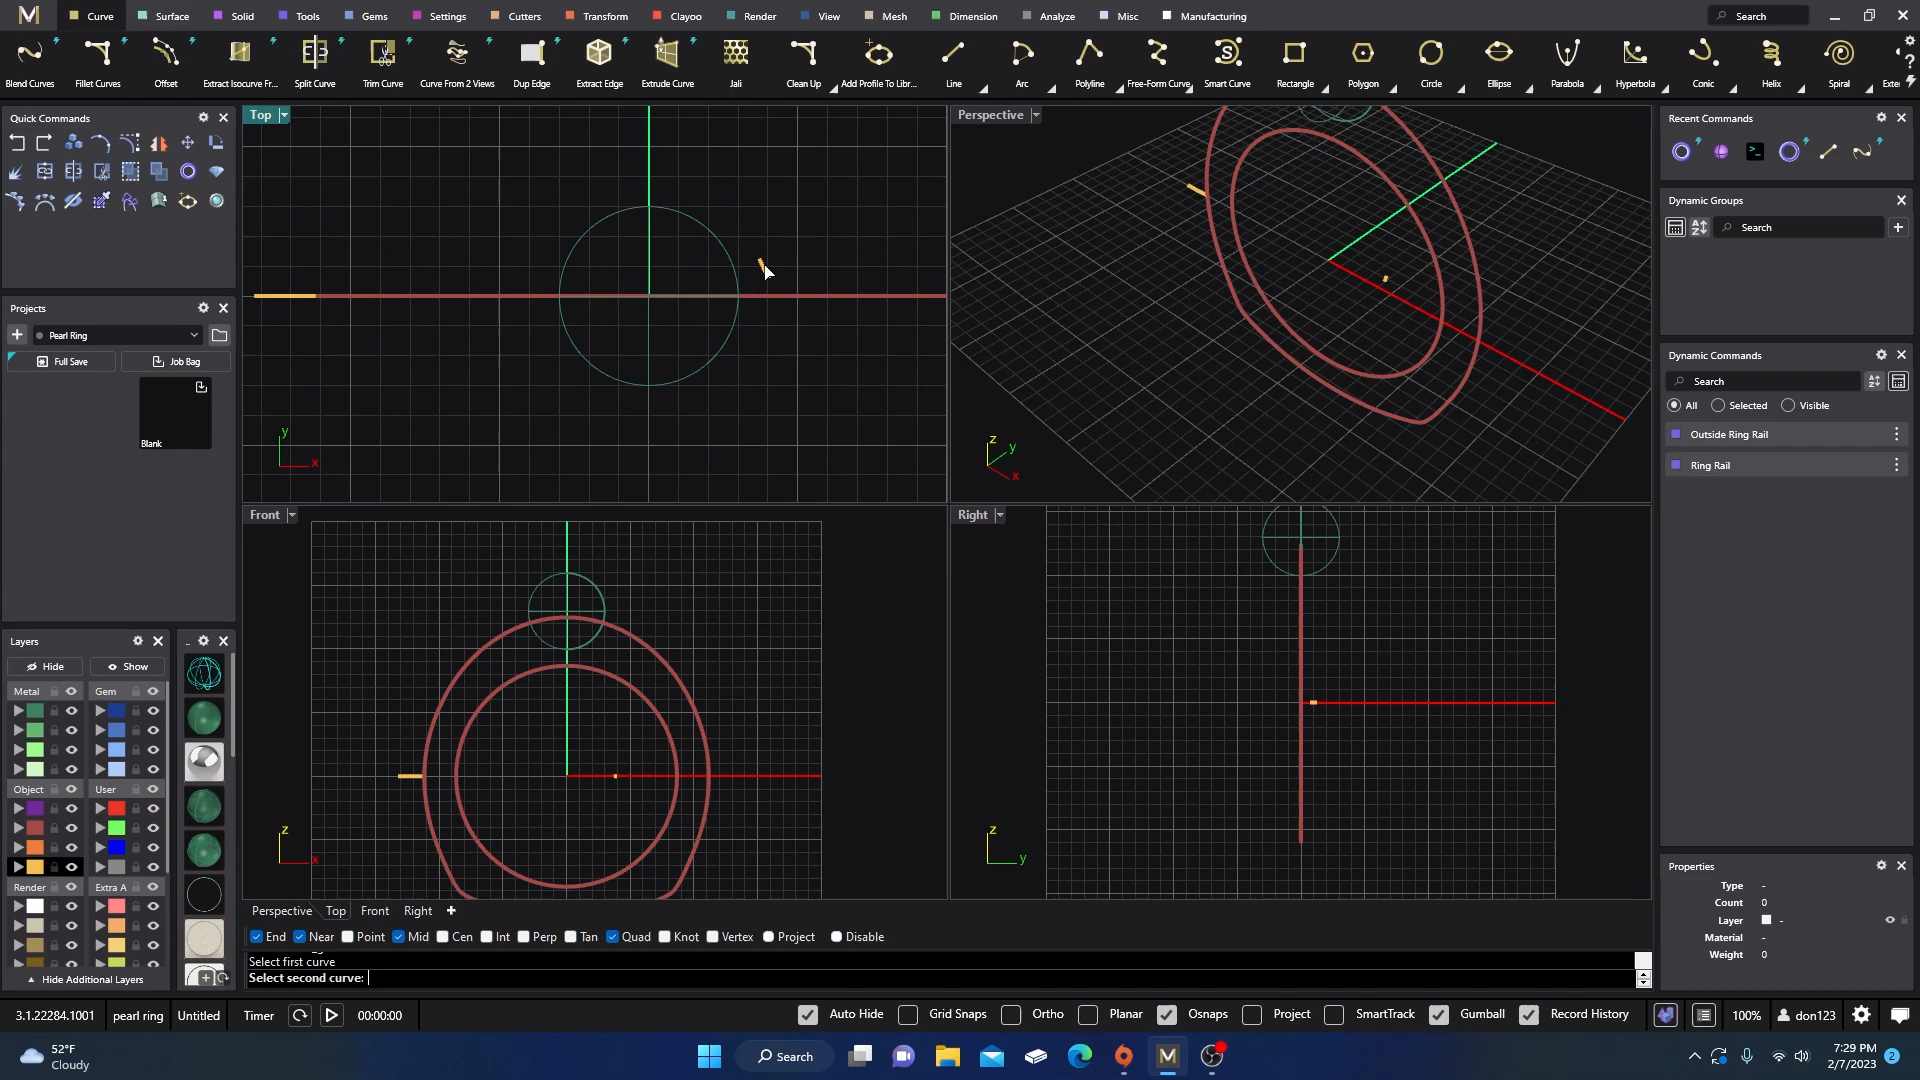 Curve Surface Solid Tools Gems Settings Cutters Transform Clayoo Render View Mesh Dimension Analyze Misc Manufacturing Search
Blend Curves Fillet Curves Offset Extract Isocurve Fr... Split Curve Trim Curve Curve From 2 Views Dup Edge Extract Edge Extrude Curve Jali Clean Up Add Profile To Libr... Line Arc Polyline Free-Form Curve Smart Curve Rectangle Polygon Circle Ellipse Parabola Hyperbola Conic Helix Spiral Exte
Quick Commands
Top
Perspective
Recent Commands
Dynamic Groups
Search
Projects
Pearl Ring
Full Save Job Bag
Blank
Dynamic Commands
Search
All Selected Visible
Outside Ring Rail
Ring Rail
y
x
z
y
x
Front
Right
Layers
Hide Show
Metal Gem
Object User
Render Extra A
Hide Additional Layers
z
x
z
y
Properties
Type -
Count 0
Layer -
Material -
Weight 0
Perspective Top Front Right
End Near Point Mid Cen Int Perp Tan Quad Knot Vertex Project Disable
Select first curve
Select second curve:
3.1.22284.1001 pearl ring Untitled Timer 00:00:00 Auto Hide Grid Snaps Ortho Planar Osnaps Project SmartTrack Gumball Record History 100% don123
52°F
Cloudy
Search
7:29 PM
2/7/2023
2